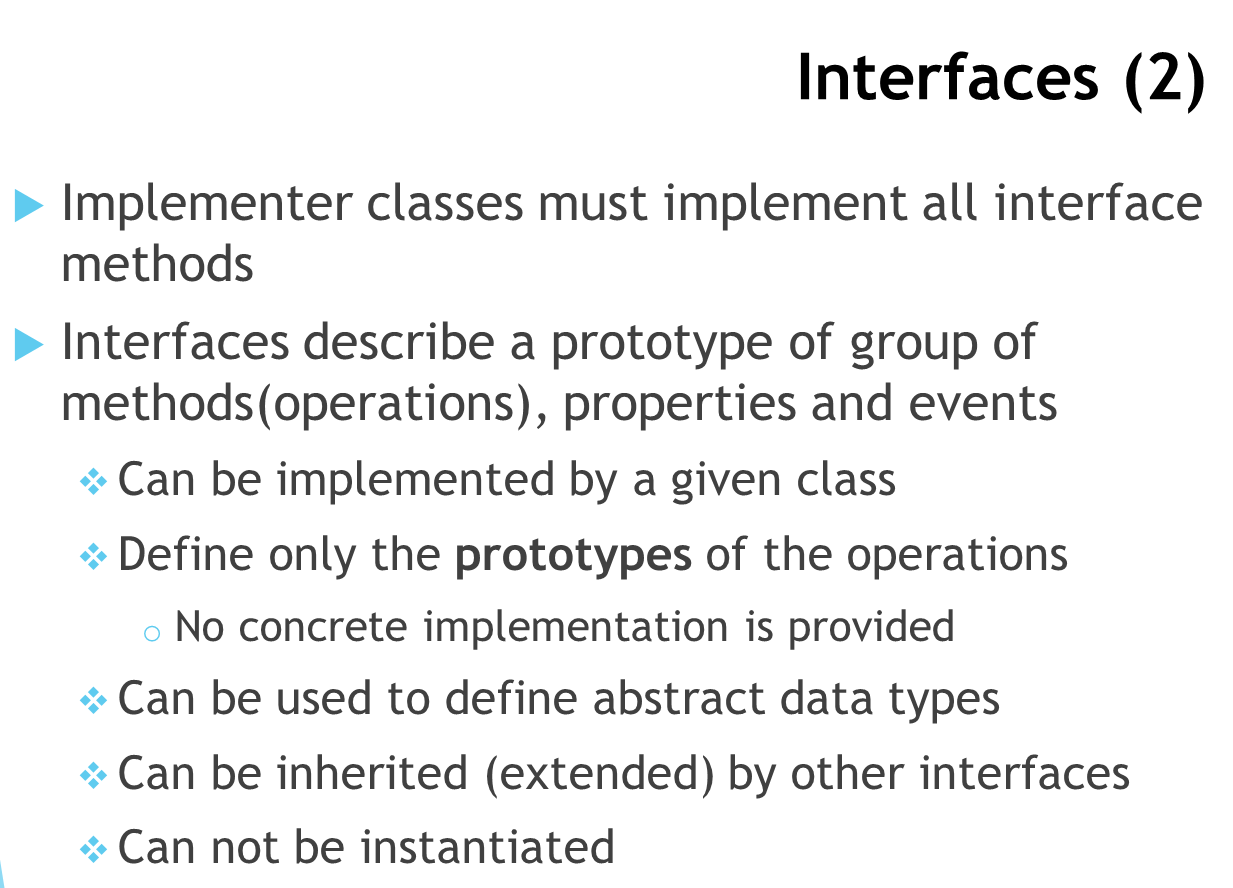 Interfaces (2)
Implementer classes must implement all interface
methods
Interfaces describe a prototype of group of
methods(operations), properties and events
Can be implemented by a given class
Define only the prototypes of the operations
No concrete implementation is provided
Can be used to define abstract data types
Can be inherited (extended) by other interfaces
Can not be instantiated